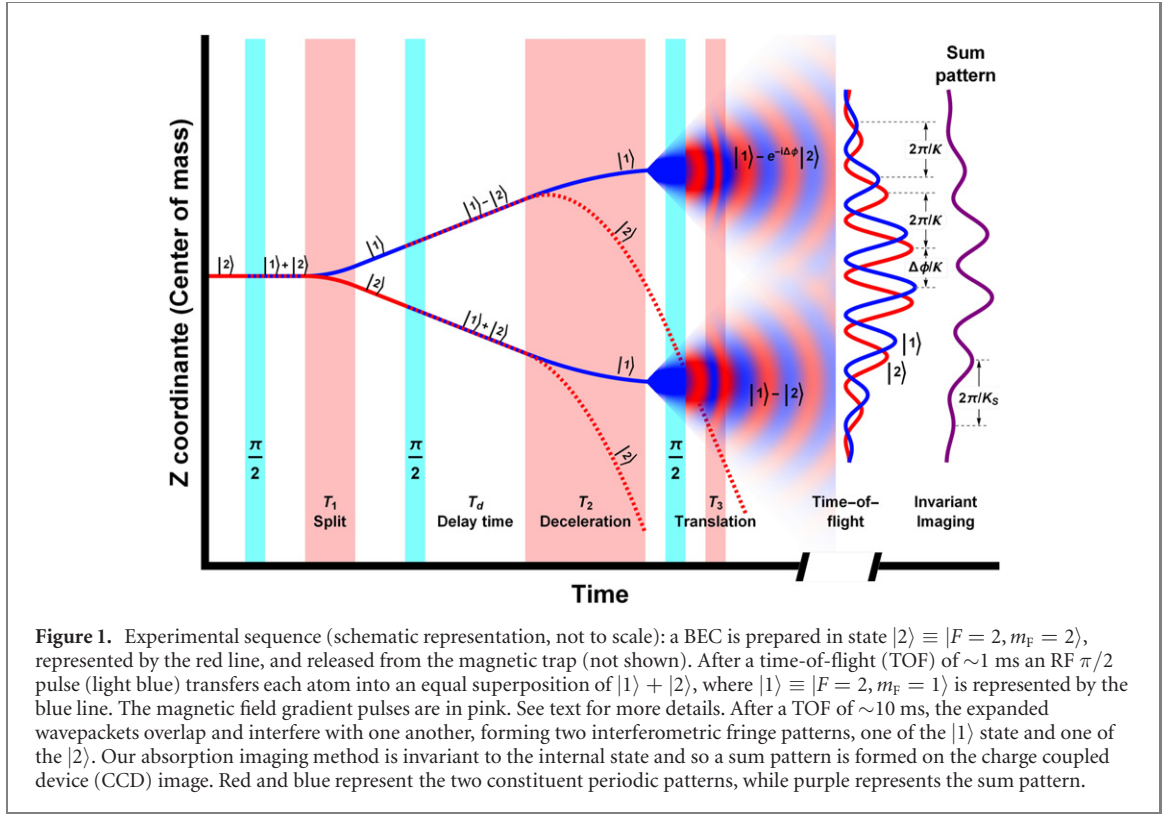 Sum
pattern
Z coordinante (Center of mass)
|2⟩
|1⟩+|2⟩
|1⟩
|2⟩
|1⟩−|2⟩
|1⟩+|2⟩
|1⟩
|2⟩
|1⟩
|2⟩
|1⟩ − e^{−iΔϕ}|2⟩
|1⟩ − |2⟩
2π/K
2π/K
Δϕ/K
|1⟩
|2⟩
2π/K_S
π/2
π/2
π/2
T_1
Split
T_d
Delay time
T_2
Deceleration
T_3
Translation
Time–of–
flight
Invariant
Imaging
Time
Figure 1. Experimental sequence (schematic representation, not to scale): a BEC is prepared in state |2⟩ ≡ |F = 2, m_F = 2⟩,
represented by the red line, and released from the magnetic trap (not shown). After a time-of-flight (TOF) of ∼1 ms an RF π/2
pulse (light blue) transfers each atom into an equal superposition of |1⟩ + |2⟩, where |1⟩ ≡ |F = 2, m_F = 1⟩ is represented by the
blue line. The magnetic field gradient pulses are in pink. See text for more details. After a TOF of ∼10 ms, the expanded
wavepackets overlap and interfere with one another, forming two interferometric fringe patterns, one of the |1⟩ state and one of
the |2⟩. Our absorption imaging method is invariant to the internal state and so a sum pattern is formed on the charge coupled
device (CCD) image. Red and blue represent the two constituent periodic patterns, while purple represents the sum pattern.